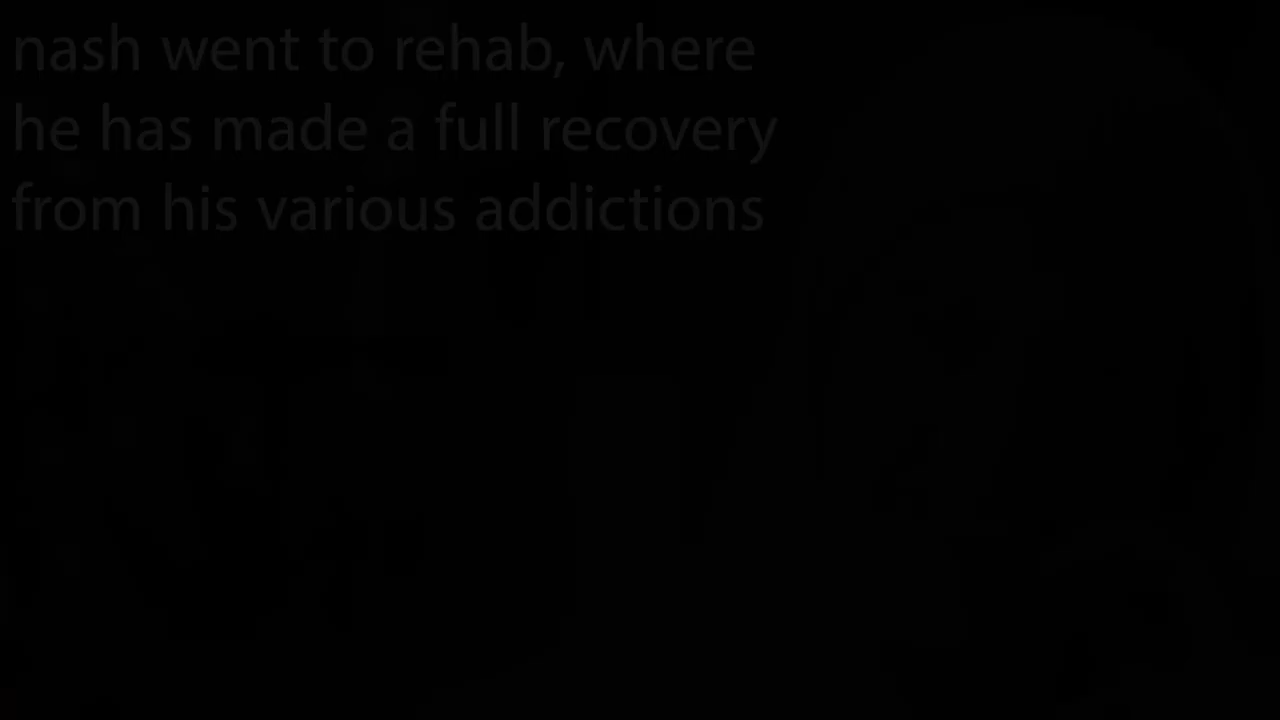 nash went to rehab, where
he has made a full recovery
from his various addictions